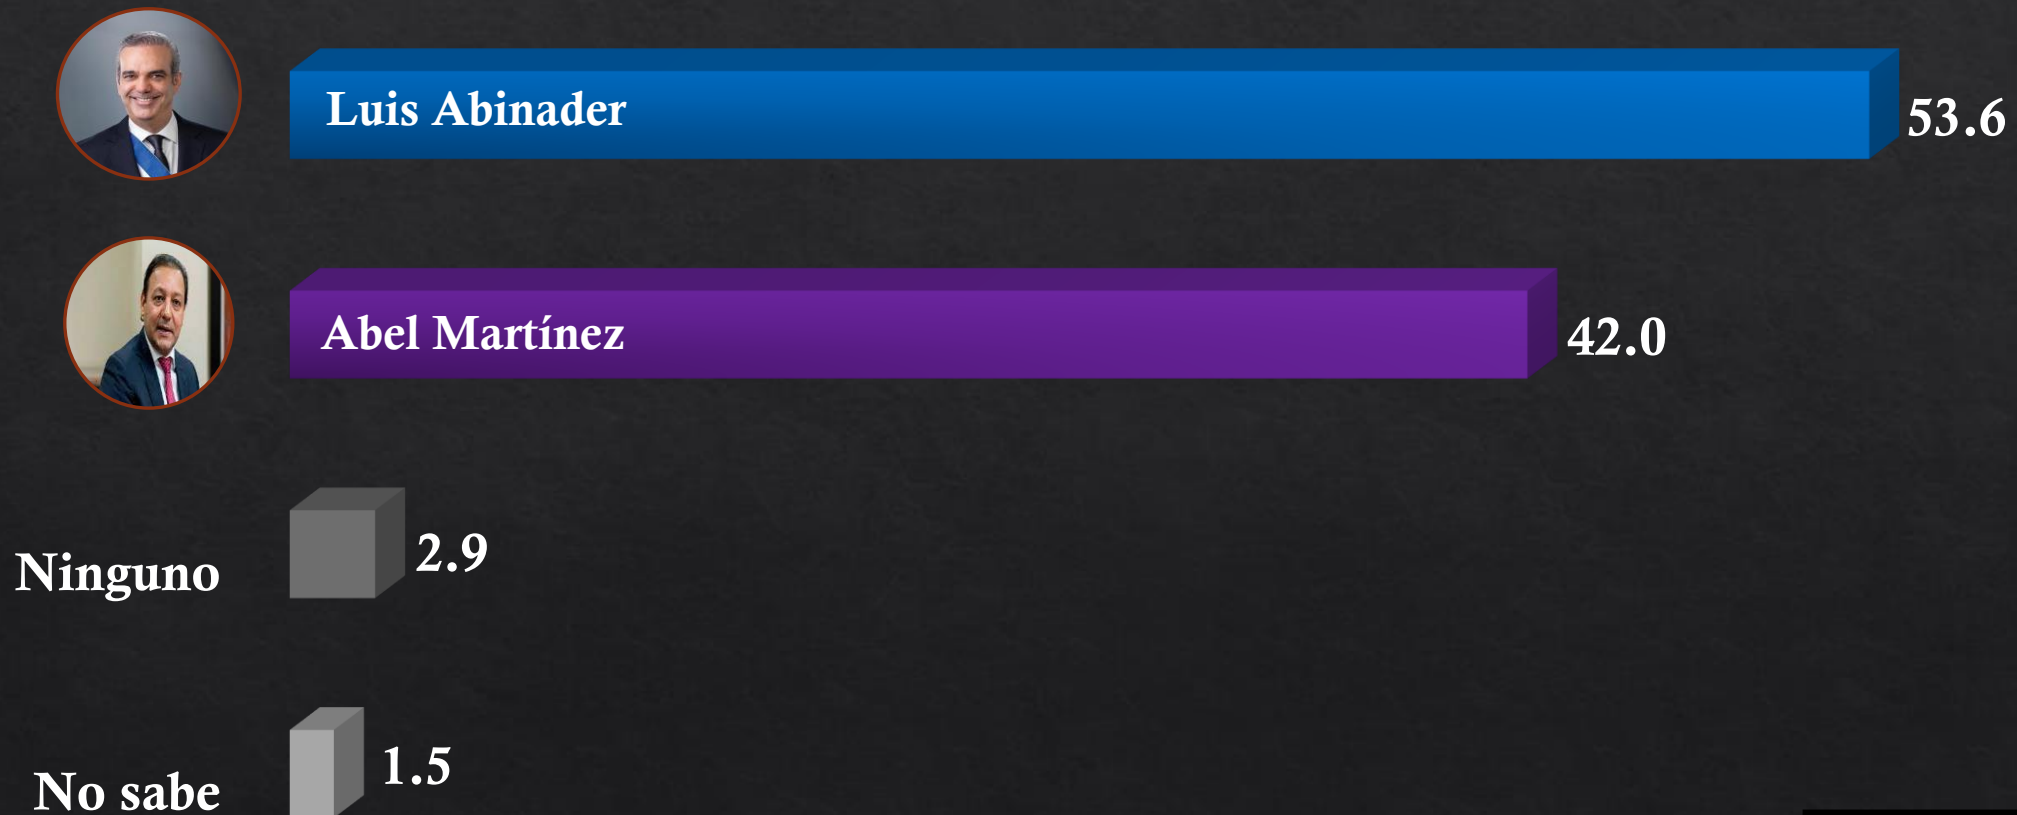 Luis Abinader
53.6
Abel Martínez
42.0
Ninguno
2.9
No sabe
1.5